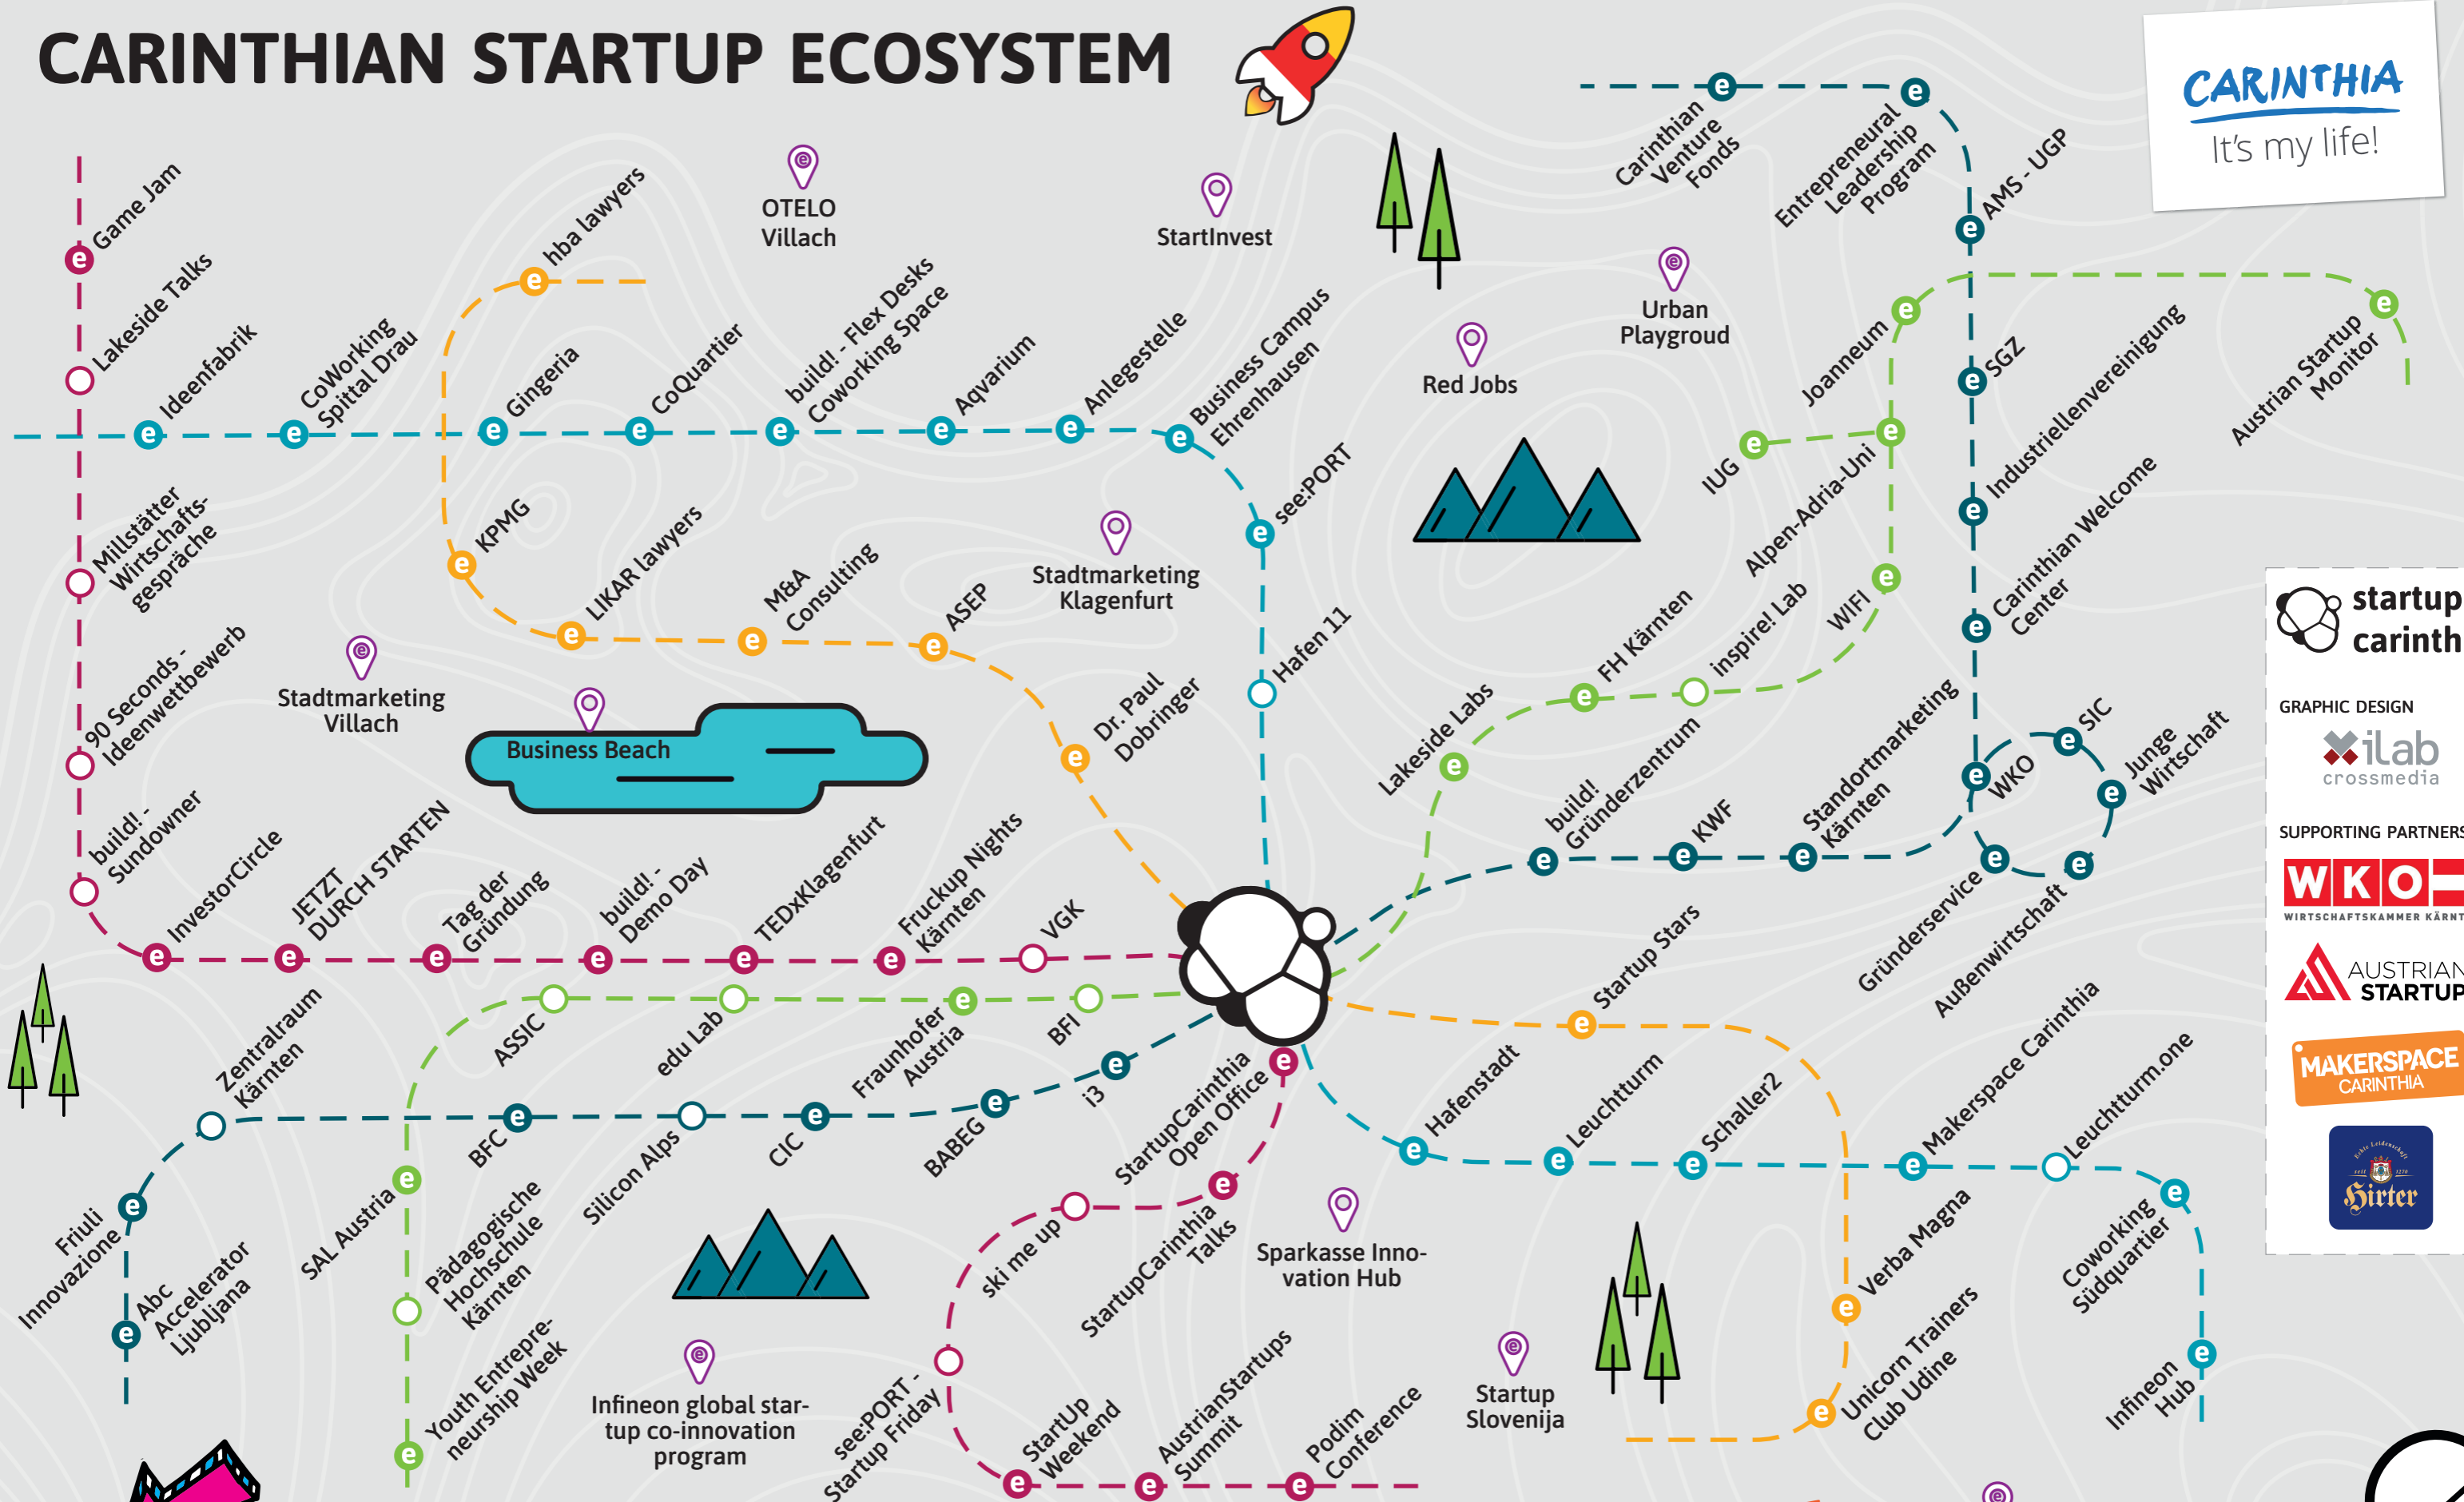 CARINTHIAN STARTUP ECOSYSTEM
CARINTHIA
It's my life!
Game Jam
Lakeside Talks
Ideenfabrik
CoWorking
Spittal Drau
hba lawyers
Gingeria
CoQuartier
OTELO
Villach
build! - Flex Desks
Coworking Space
Aqvarium
Anlegestelle
StartInvest
Business Campus
Ehrenhausen
see:PORT
Hafen 11
Red Jobs
Urban
Playgroud
Carinthian
Venture
Fonds
Entrepreneural
Leadership
Program
AMS - UGP
SGZ
Industriellenvereinigung
Carinthian Welcome
Center
Joanneum
Austrian Startup
Monitor
IUG
Alpen-Adria-Uni
WIFI
inspire! Lab
FH Kärnten
Lakeside Labs
Millstätter
Wirtschafts-
gespräche
90 Seconds -
Ideenwettbewerb
build! -
Sundowner
KPMG
LIKAR lawyers
M&A
Consulting
ASEP
Dr. Paul
Dobringer
Stadtmarketing
Klagenfurt
Stadtmarketing
Villach
Business Beach
InvestorCircle
JETZT
DURCH STARTEN
Tag der
Gründung
build! -
Demo Day
TEDxKlagenfurt
Fruckup Nights
Kärnten
VGK
build!
Gründerzentrum
KWF
Standortmarketing
Kärnten
WKO
SIC
Junge
Wirtschaft
Gründerservice
Außenwirtschaft
startup
carinth
GRAPHIC DESIGN
ilab
crossmedia
SUPPORTING PARTNERS
WKO
WIRTSCHAFTSKAMMER KÄRNT
AUSTRIAN
STARTUP
MAKERSPACE
CARINTHIA
Echte Leidenschaft
seit 1270
Hirter
ASSIC
edu Lab
Fraunhofer
Austria
BFI
Zentralraum
Kärnten
BFC
Silicon Alps
CIC
BABEG
i3
Friuli
Innovazione
Abc
Accelerator
Ljubljana
SAL Austria
Pädagogische
Hochschule
Kärnten
Youth Entrepre-
neurship Week
StartupCarinthia
Open Office
StartupCarinthia
Talks
ski me up
see:PORT -
Startup Friday
StartUp
Weekend
AustrianStartups
Summit
Podim
Conference
Infineon global star-
tup co-innovation
program
Sparkasse Inno-
vation Hub
Startup
Slovenija
Startup Stars
Hafenstadt
Leuchtturm
Schaller2
Makerspace Carinthia
Leuchtturm.one
Coworking
Südquartier
Infineon
Hub
Verba Magna
Unicorn Trainers
Club Udine